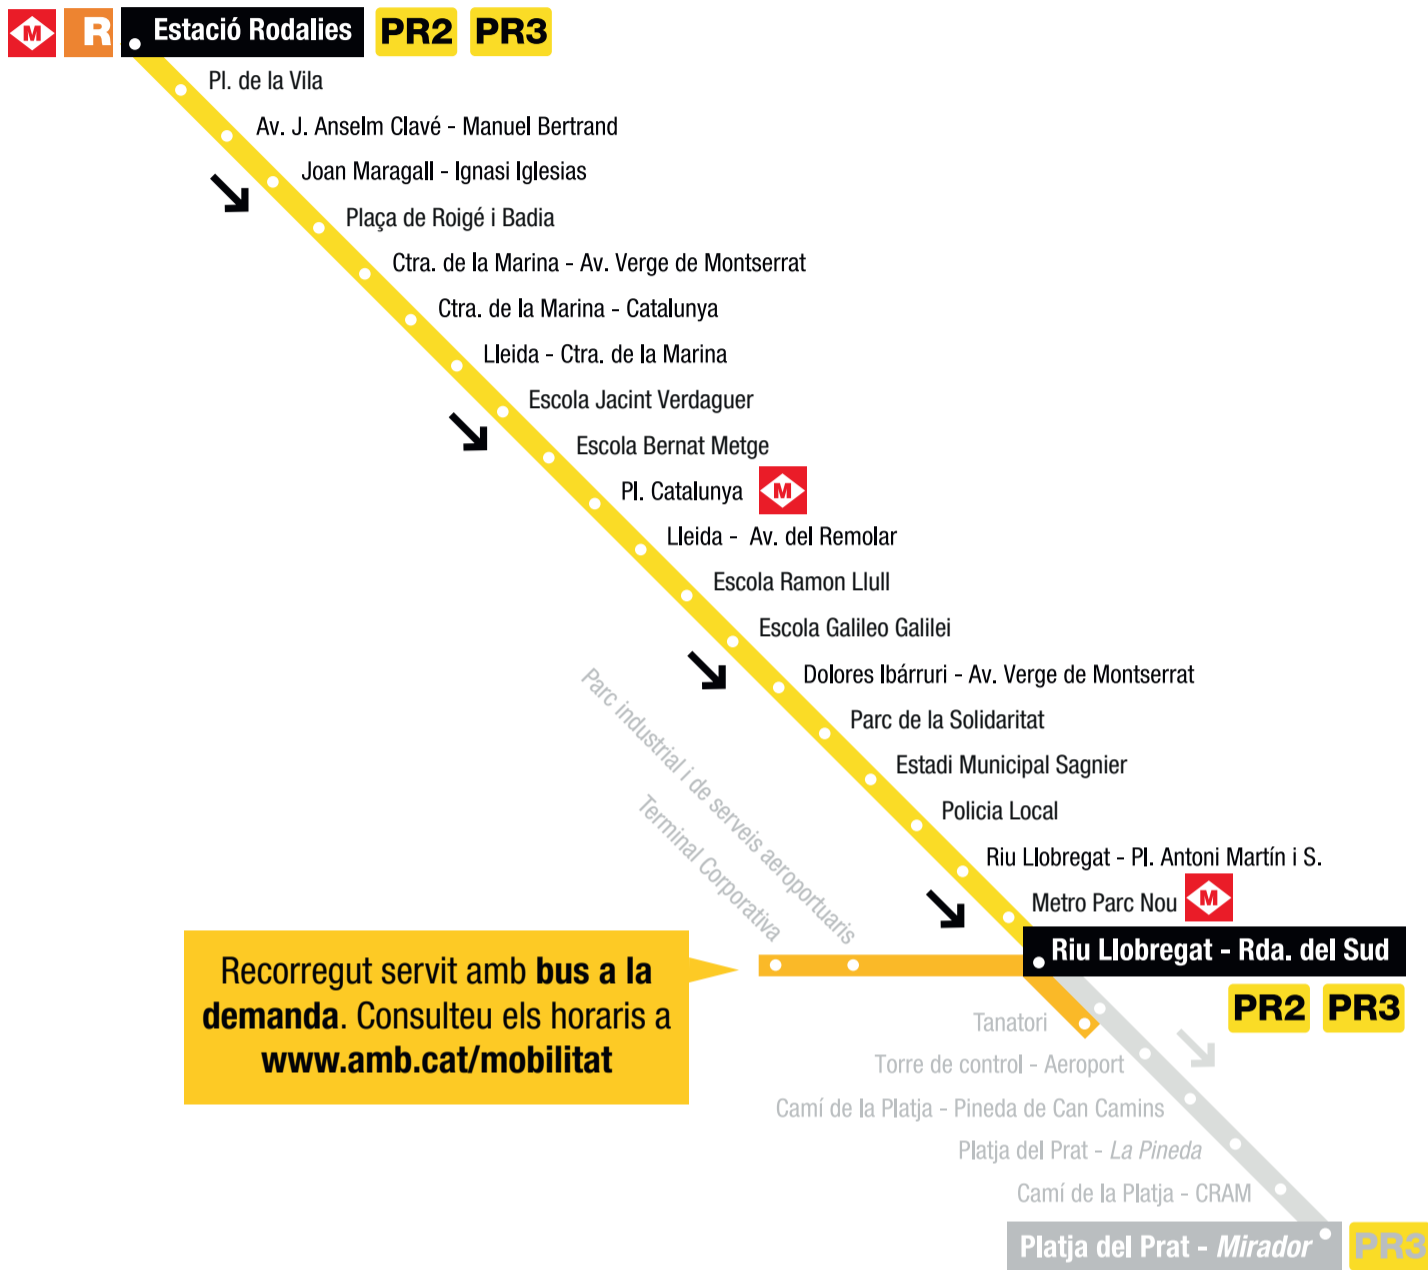 M R Estació Rodalies PR2 PR3
Pl. de la Vila
Av. J. Anselm Clavé - Manuel Bertrand
Joan Maragall - Ignasi Iglesias
Plaça de Roigé i Badia
Ctra. de la Marina - Av. Verge de Montserrat
Ctra. de la Marina - Catalunya
Lleida - Ctra. de la Marina
Escola Jacint Verdaguer
Escola Bernat Metge
Pl. Catalunya M
Lleida - Av. del Remolar
Escola Ramon Llull
Escola Galileo Galilei
Dolores Ibárruri - Av. Verge de Montserrat
Parc de la Solidaritat
Estadi Municipal Sagnier
Policia Local
Riu Llobregat - Pl. Antoni Martín i S.
Metro Parc Nou M
Riu Llobregat - Rda. del Sud
PR2 PR3
Parc industrial i de serveis aeroportuaris
Terminal Corporativa
Recorregut servit amb bus a la
demanda. Consulteu els horaris a
www.amb.cat/mobilitat
Tanatori
Torre de control - Aeroport
Camí de la Platja - Pineda de Can Camins
Platja del Prat - La Pineda
Camí de la Platja - CRAM
Platja del Prat - Mirador PR3